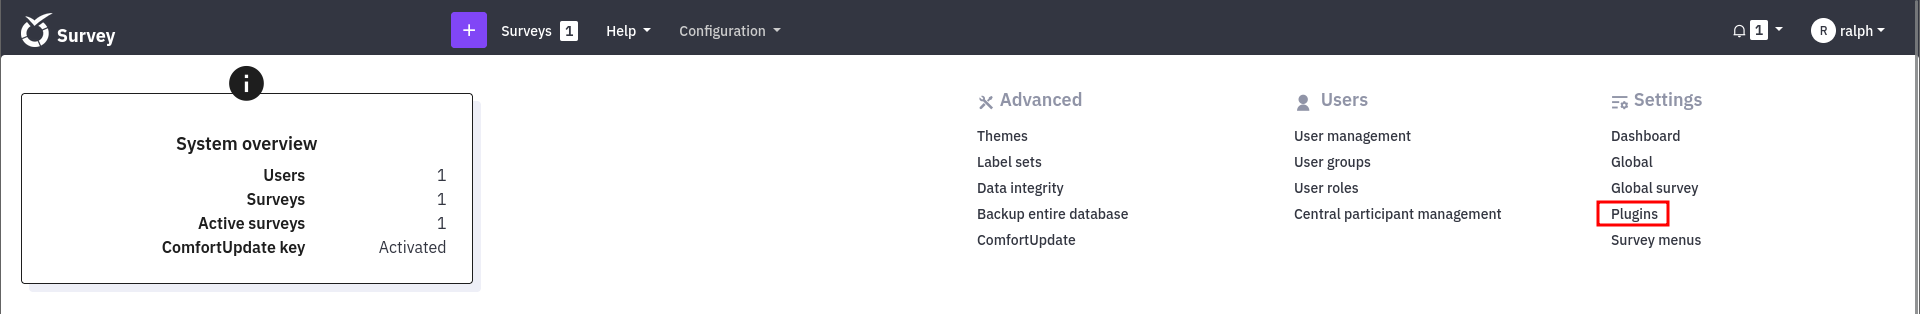 Survey + Surveys 1 Help Configuration 1 R ralph
System overview
Users 1
Surveys 1
Active surveys 1
ComfortUpdate key Activated
Advanced
Themes
Label sets
Data integrity
Backup entire database
ComfortUpdate
Users
User management
User groups
User roles
Central participant management
Settings
Dashboard
Global
Global survey
Plugins
Survey menus